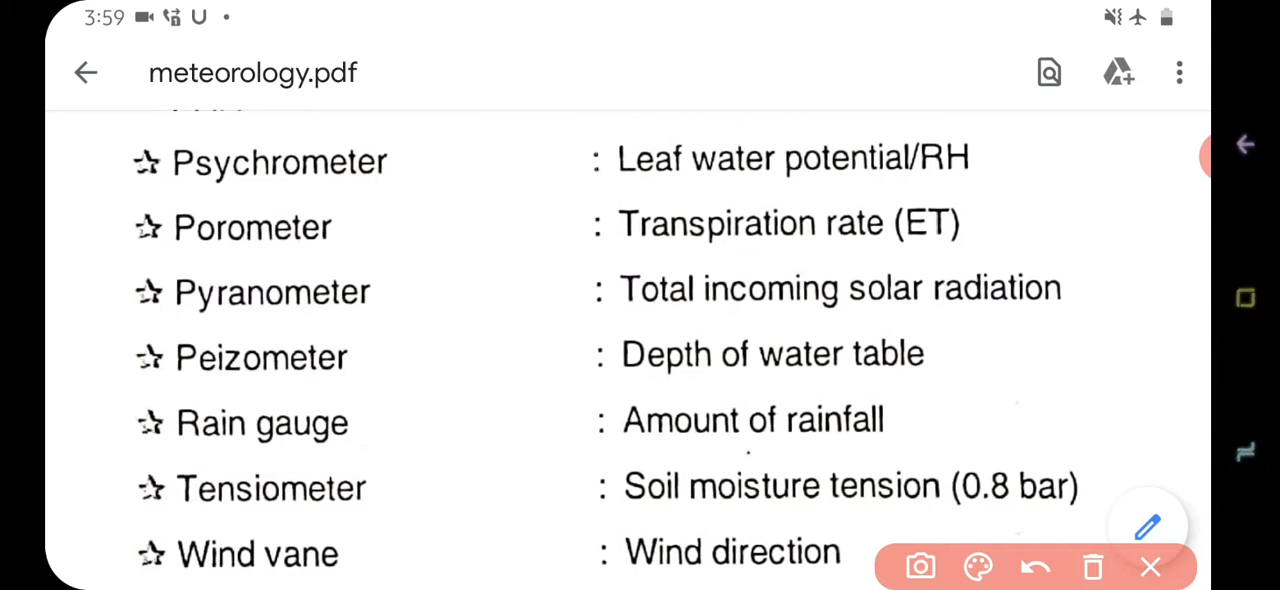 3:59
meteorology.pdf
Psychrometer : Leaf water potential/RH
Porometer : Transpiration rate (ET)
Pyranometer : Total incoming solar radiation
Peizometer : Depth of water table
Rain gauge : Amount of rainfall
Tensiometer : Soil moisture tension (0.8 bar)
Wind vane : Wind direction